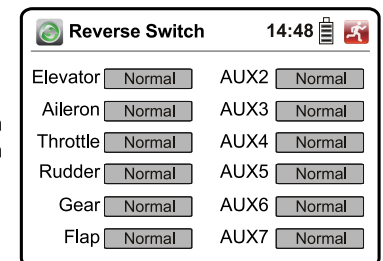 Reverse Switch 14:48
Elevator Normal AUX2 Normal
Aileron Normal AUX3 Normal
Throttle Normal AUX4 Normal
Rudder Normal AUX5 Normal
Gear Normal AUX6 Normal
Flap Normal AUX7 Normal